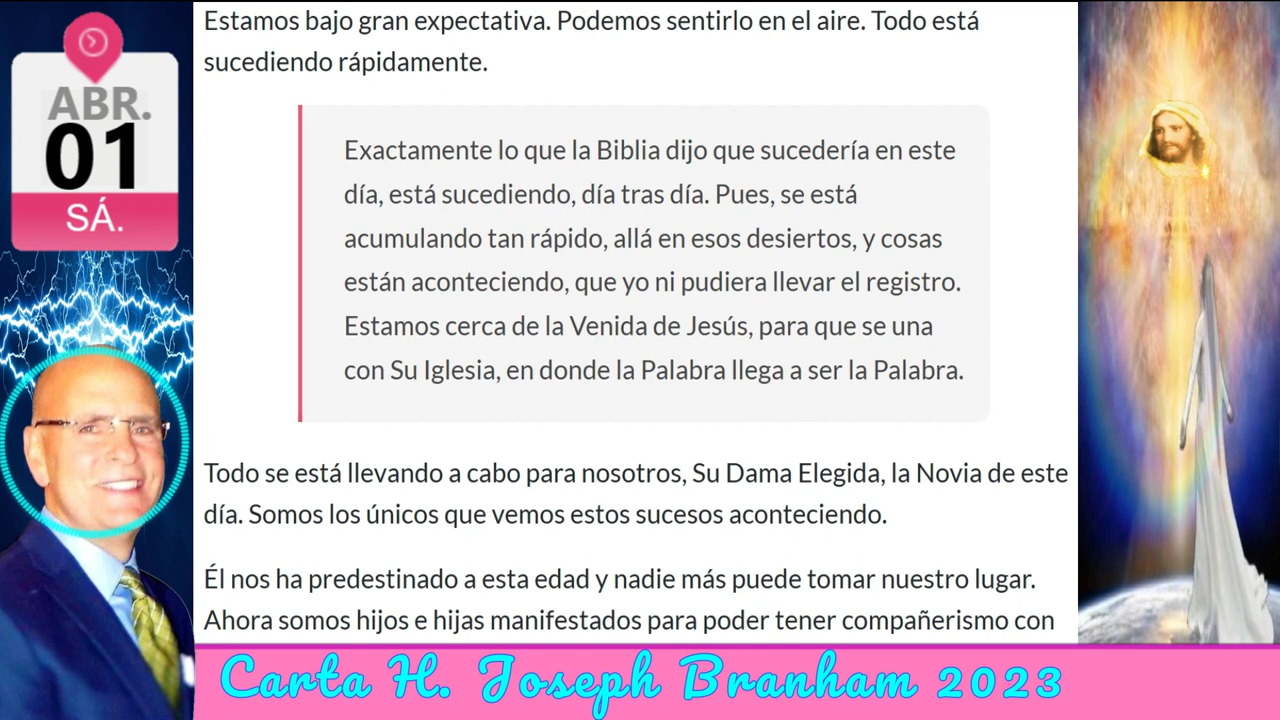 ABR.
01
SÁ.
Estamos bajo gran expectativa. Podemos sentirlo en el aire. Todo está
sucediendo rápidamente.
Exactamente lo que la Biblia dijo que sucedería en este
día, está sucediendo, día tras día. Pues, se está
acumulando tan rápido, allá en esos desiertos, y cosas
están aconteciendo, que yo ni pudiera llevar el registro.
Estamos cerca de la Venida de Jesús, para que se una
con Su Iglesia, en donde la Palabra llega a ser la Palabra.
Todo se está llevando a cabo para nosotros, Su Dama Elegida, la Novia de este
día. Somos los únicos que vemos estos sucesos aconteciendo.
Él nos ha predestinado a esta edad y nadie más puede tomar nuestro lugar.
Ahora somos hijos e hijas manifestados para poder tener compañerismo con
Carta H. Joseph Branham 2023